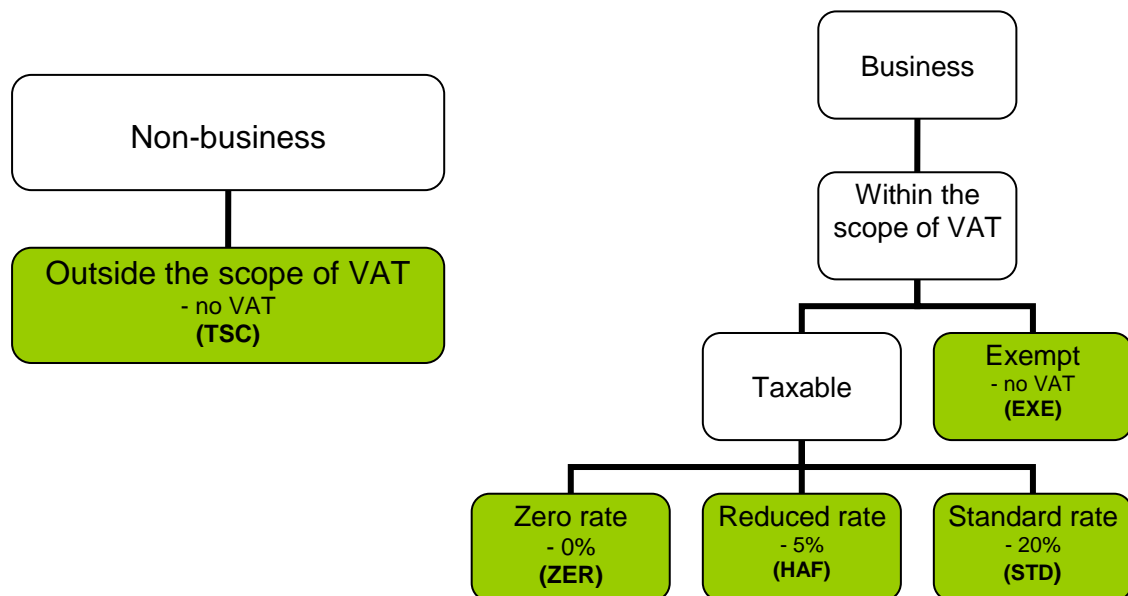 Non-business
Outside the scope of VAT
- no VAT
(TSC)
Business
Within the
scope of VAT
Taxable
Exempt
- no VAT
(EXE)
Zero rate
- 0%
(ZER)
Reduced rate
- 5%
(HAF)
Standard rate
- 20%
(STD)